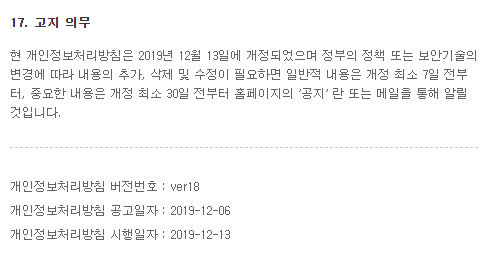 17. 고지 의무
현 개인정보처리방침은 2019년 12월 13일에 개정되었으며 정부의 정책 또는 보안기술의
변경에 따라 내용의 추가, 삭제 및 수정이 필요하면 일반적 내용은 개정 최소 7일 전부
터, 중요한 내용은 개정 최소 30일 전부터 홈페이지의 ‘공지’ 란 또는 메일을 통해 알릴
것입니다.
개인정보처리방침 버전번호 : ver18
개인정보처리방침 공고일자 : 2019-12-06
개인정보처리방침 시행일자 : 2019-12-13